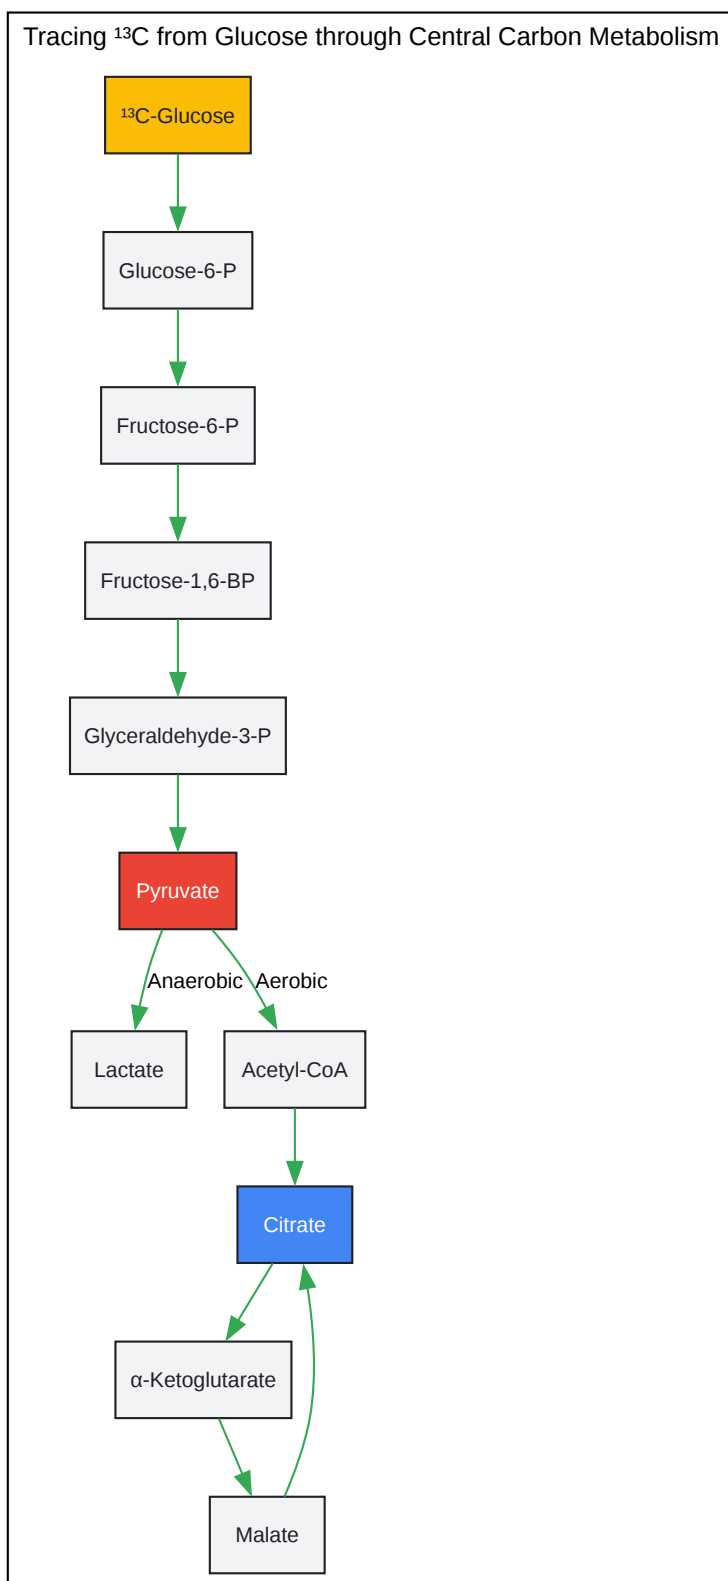 Tracing ¹³C from Glucose through Central Carbon Metabolism
¹³C-Glucose
Glucose-6-P
Fructose-6-P
Fructose-1,6-BP
Glyceraldehyde-3-P
Pyruvate
Anaerobic
Aerobic
Lactate
Acetyl-CoA
Citrate
α-Ketoglutarate
Malate